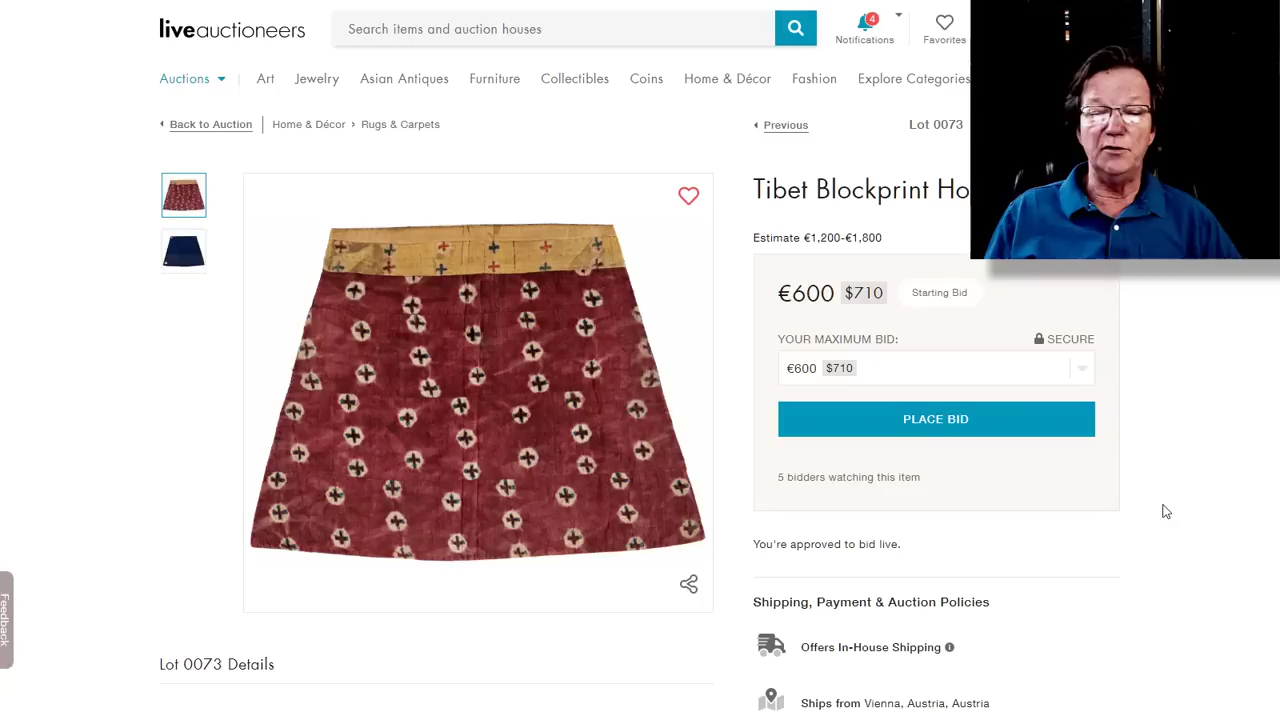 liveauctioneers
Search items and auction houses
4
Notifications
Favorites
Auctions
Art
Jewelry
Asian Antiques
Furniture
Collectibles
Coins
Home & Décor
Fashion
Explore Categories
Back to Auction
Home & Décor › Rugs & Carpets
Previous
Lot 0073
Tibet Blockprint Ho
Estimate €1,200-€1,800
€600 $710 Starting Bid
YOUR MAXIMUM BID:
SECURE
€600 $710
PLACE BID
5 bidders watching this item
You're approved to bid live.
Shipping, Payment & Auction Policies
Offers In-House Shipping
Ships from Vienna, Austria, Austria
Lot 0073 Details
Feedback